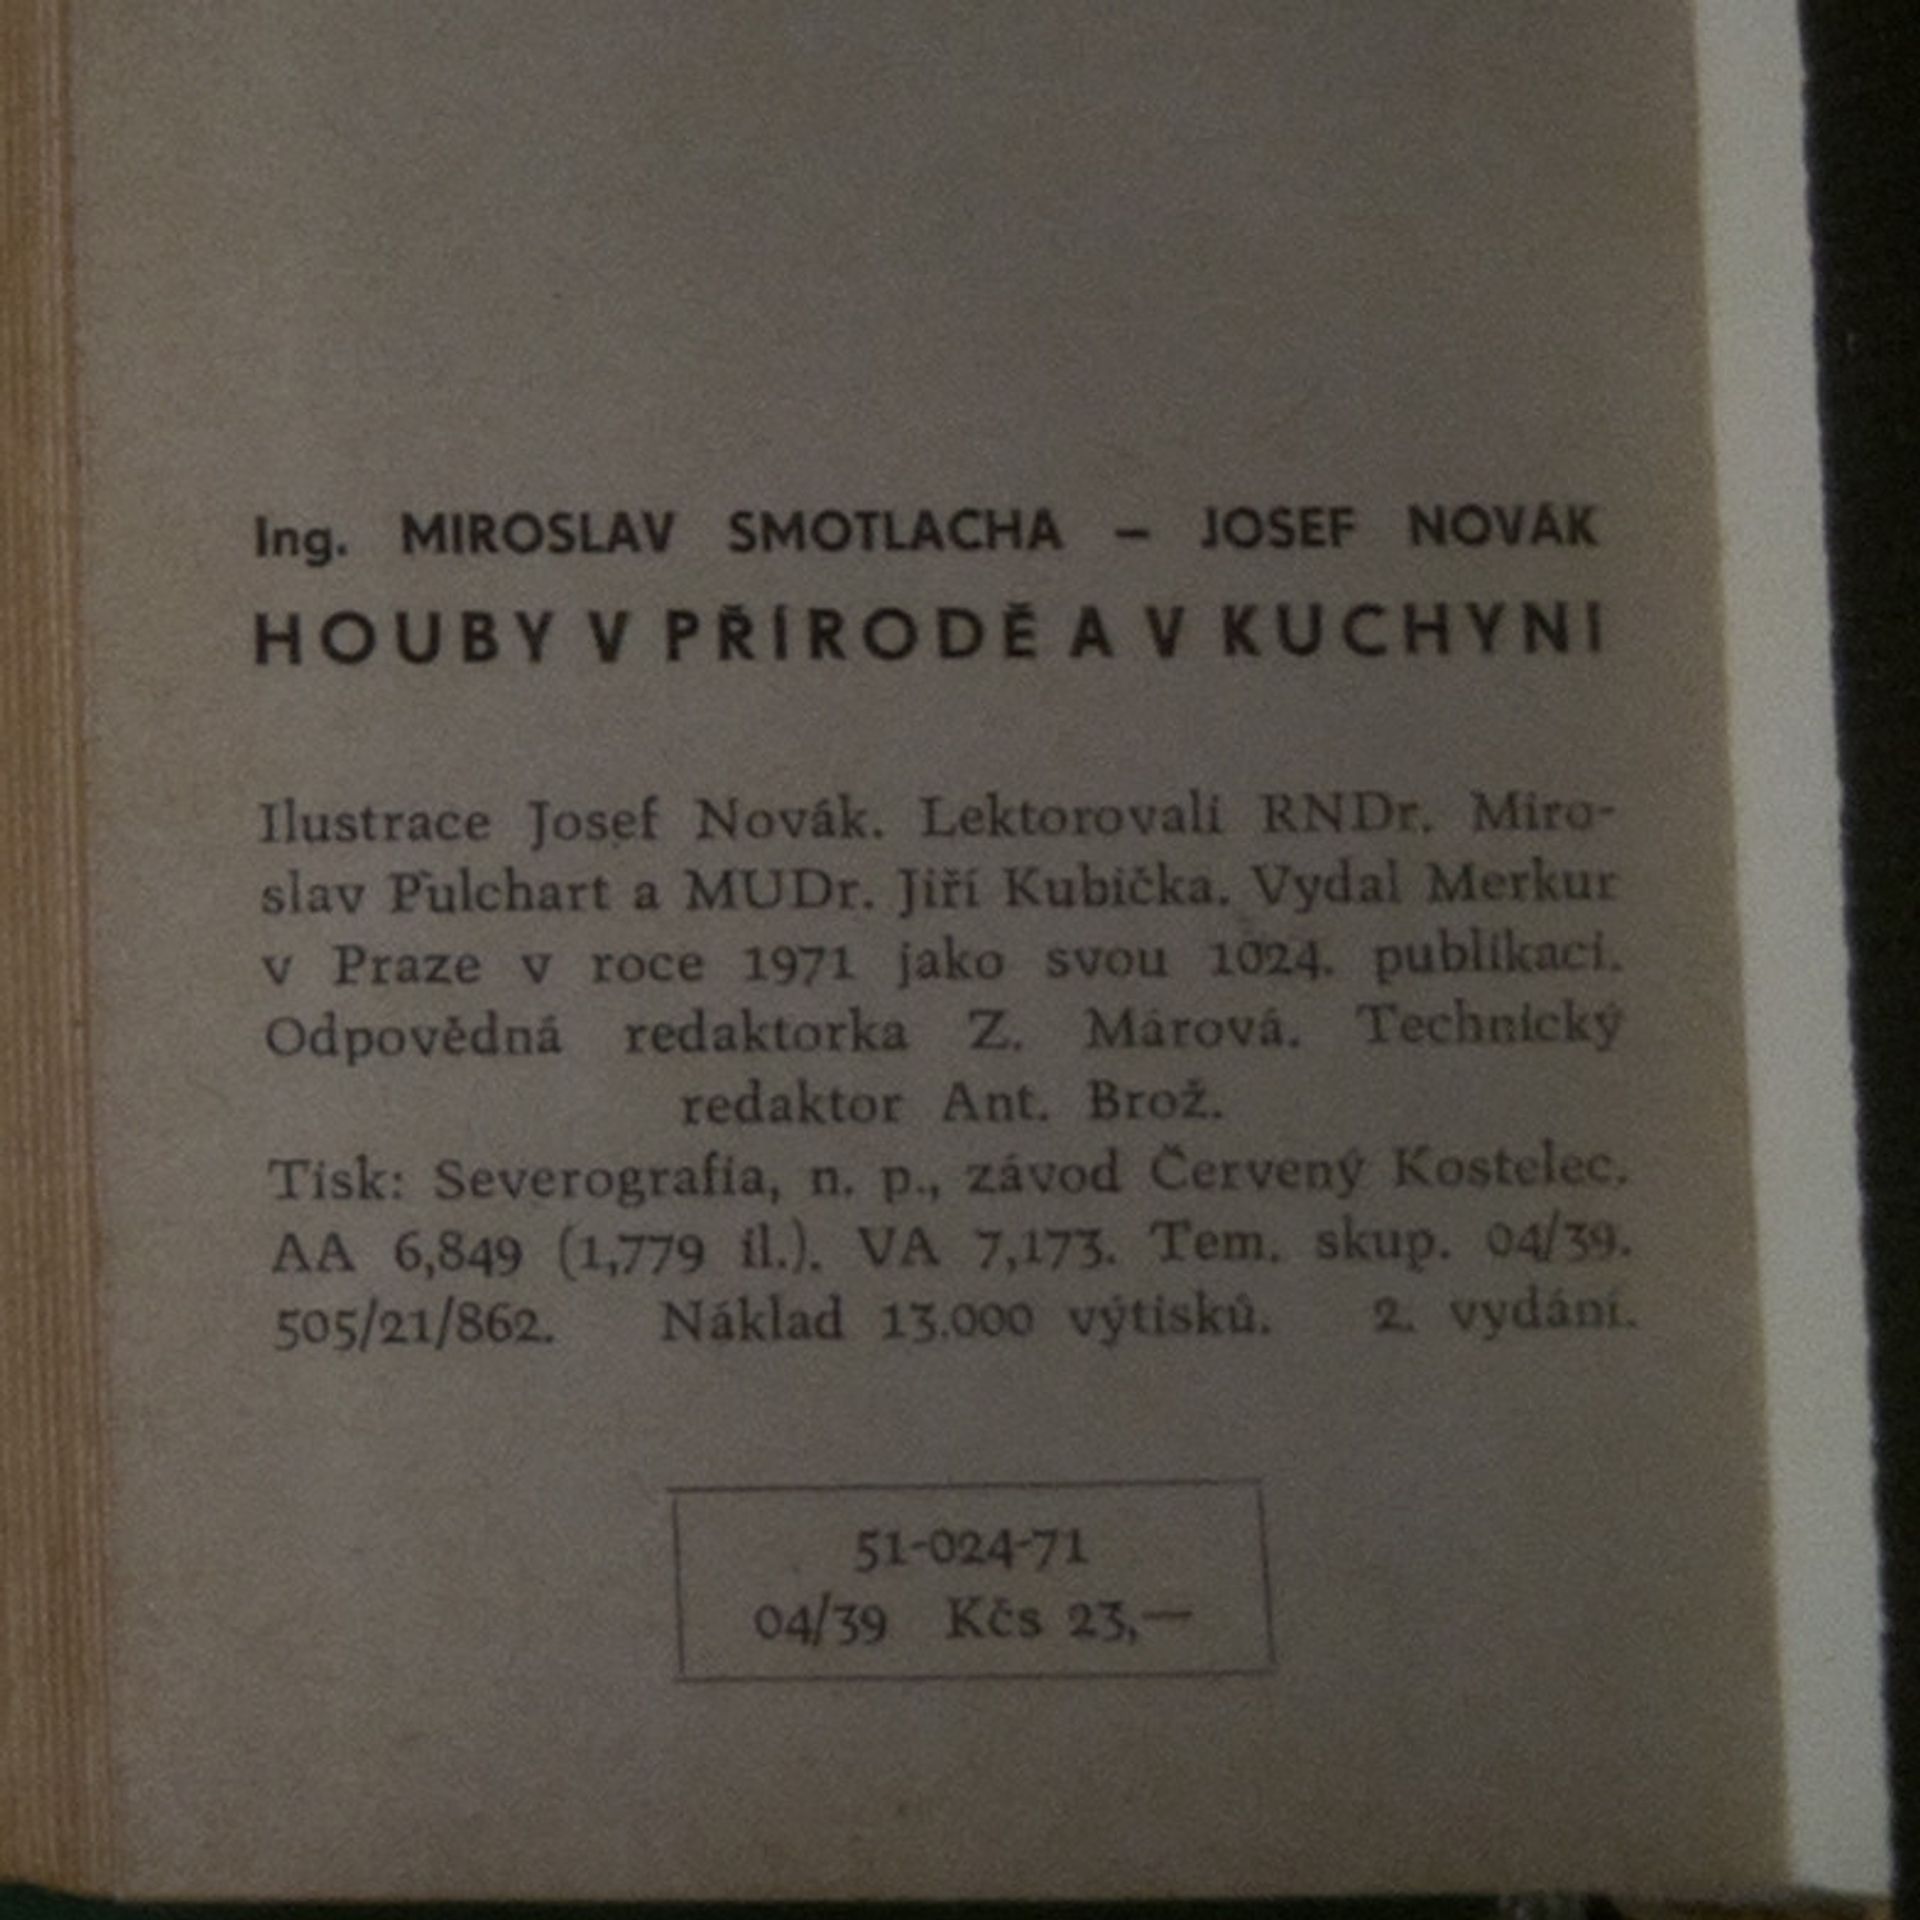 Ing. MIROSLAV SMOTLACHA – JOSEF NOVÁK
HOUBY V PŘÍRODĚ A V KUCHYNI
Ilustrace Josef Novák. Lektorovali RNDr. Miro-
slav Pulchart a MUDr. Jiří Kubička. Vydal Merkur
v Praze v roce 1971 jako svou 1024. publikaci.
Odpovědná redaktorka Z. Márová. Technický
redaktor Ant. Brož.
Tisk: Severografia, n. p., závod Červený Kostelec.
AA 6,849 (1,779 il.). VA 7,173. Tem. skup. 04/39.
505/21/862. Náklad 13.000 výtisků. 2. vydání.
51-024-71
04/39 Kčs 23,—